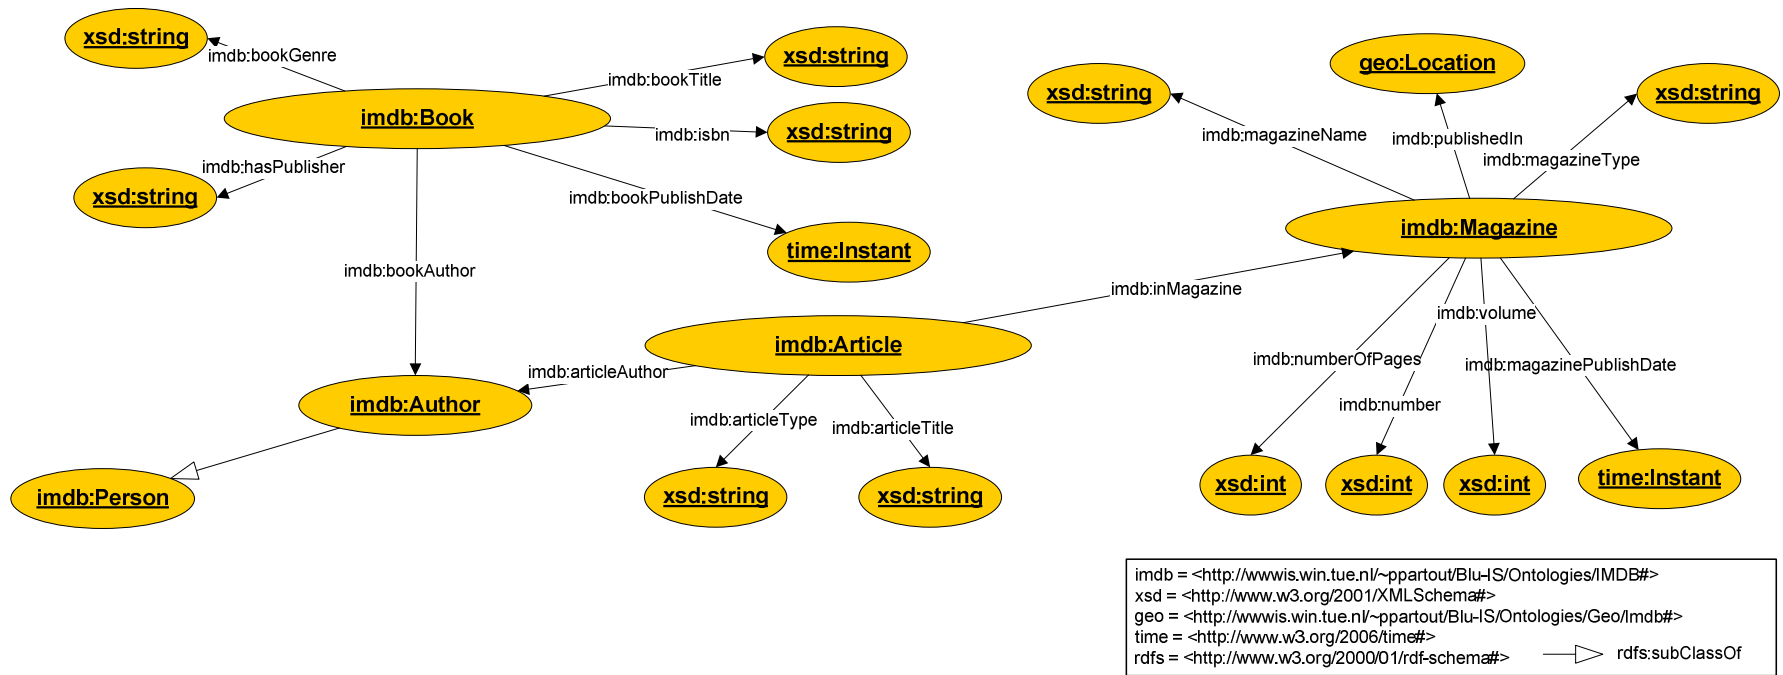 xsd:string
imdb:bookGenre
imdb:bookTitle
xsd:string
imdb:Book
imdb:isbn
xsd:string
imdb:hasPublisher
xsd:string
imdb:bookPublishDate
time:Instant
imdb:bookAuthor
geo:Location
xsd:string
xsd:string
imdb:magazineName
imdb:publishedIn
imdb:magazineType
imdb:Magazine
imdb:inMagazine
imdb:volume
imdb:numberOfPages
imdb:magazinePublishDate
imdb:number
imdb:Article
imdb:articleAuthor
imdb:Author
imdb:articleType
imdb:articleTitle
imdb:Person
xsd:string
xsd:string
xsd:int
xsd:int
xsd:int
time:Instant
imdb = <http://wwwis.win.tue.nl/~ppartout/Blu-IS/Ontologies/IMDB#>
xsd = <http://www.w3.org/2001/XMLSchema#>
geo = <http://wwwis.win.tue.nl/~ppartout/Blu-IS/Ontologies/Geo/Imdb#>
time = <http://www.w3.org/2006/time#>
rdfs = <http://www.w3.org/2000/01/rdf-schema#> rdfs:subClassOf